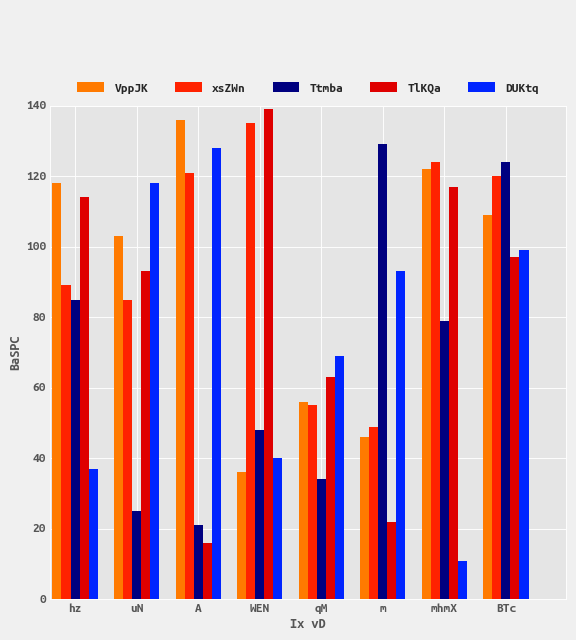 VppJK xsZWn Ttmba TlKQa DUKtq
140
120
100
80
60
40
20
0
BaSPC
hz uN A WEN qM m mhmX BTc
Ix vD